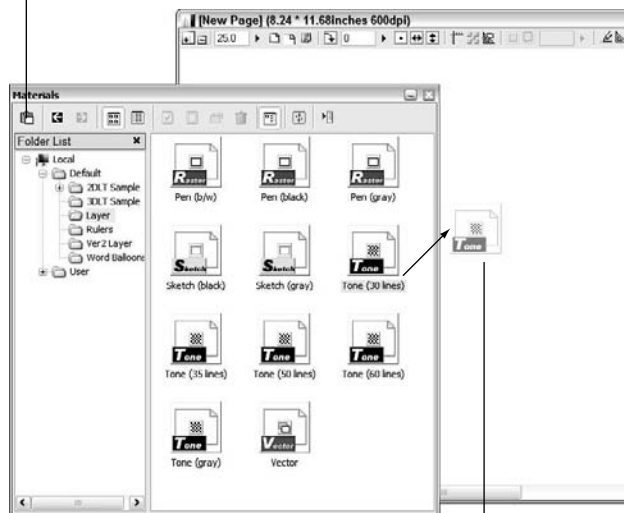 [New Page] (8.24 * 11.68inches 600dpi)
25.0
0
Materials
Folder List
Local
Default
2DLT Sample
3DLT Sample
Layer
Rulers
Ver2 Layer
Word Balloons
User
Raster
Raster
Raster
Pen (b/w)
Pen (black)
Pen (gray)
Sketch
Sketch
Tone
Sketch (black)
Sketch (gray)
Tone (30 lines)
Tone
Tone
Tone
Tone
Tone (35 lines)
Tone (50 lines)
Tone (60 lines)
Tone
Vector
Tone (gray)
Vector